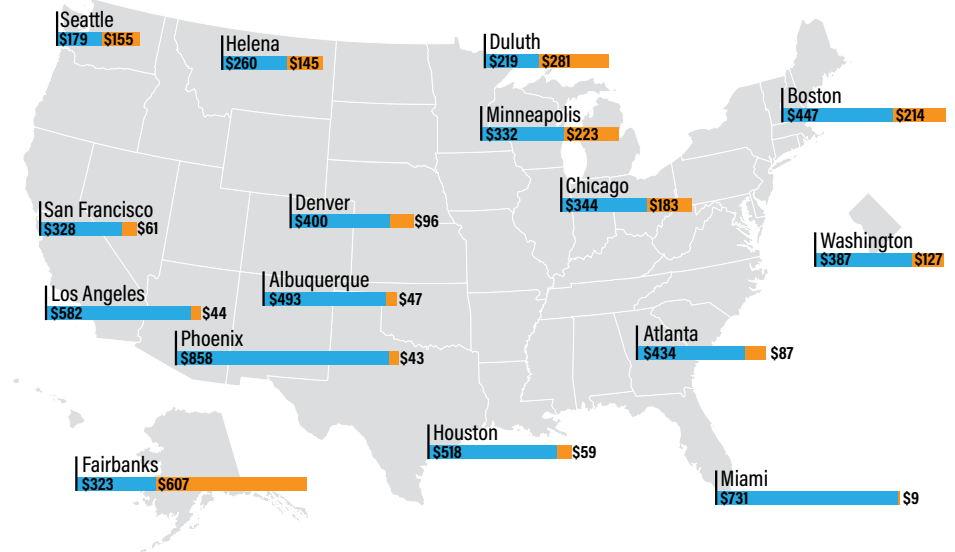 Seattle
$179 $155
Helena
$260 $145
Duluth
$219 $281
Boston
$447 $214
Minneapolis
$332 $223
Chicago
$344 $183
Denver
$400 $96
San Francisco
$328 $61
Washington
$387 $127
Albuquerque
$493 $47
Los Angeles
$582 $44
Phoenix
$858 $43
Atlanta
$434 $87
Houston
$518 $59
Fairbanks
$323 $607
Miami
$731 $9